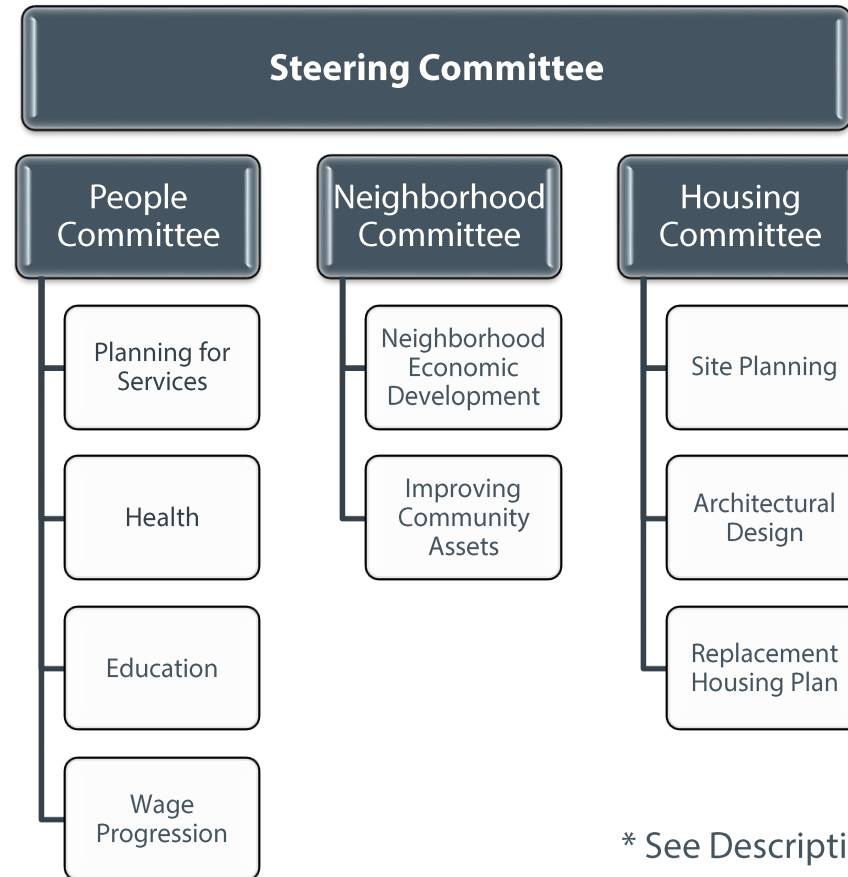 Steering Committee
People
Committee
Planning for
Services
Health
Education
Wage
Progression
Neighborhood
Committee
Neighborhood
Economic
Development
Improving
Community
Assets
Housing
Committee
Site Planning
Architectural
Design
Replacement
Housing Plan
* See Descripti